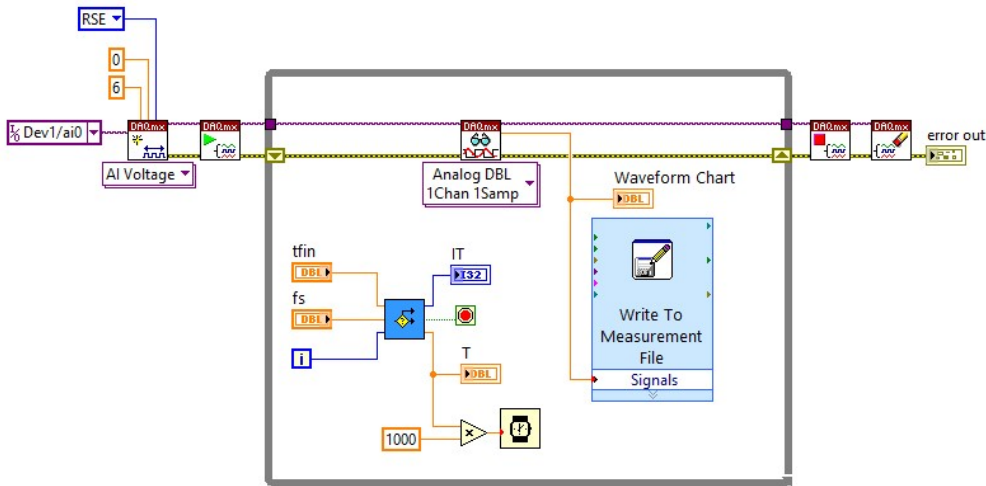 RSE
0
6
Dev1/ai0
DAQmx
DAQmx
DAQmx
DAQmx
DAQmx
error out
AI Voltage
Analog DBL
1Chan 1Samp
Waveform Chart
DBL
tfin
DBL
IT
I32
fs
DBL
i
T
DBL
1000
x
Write To
Measurement
File
Signals